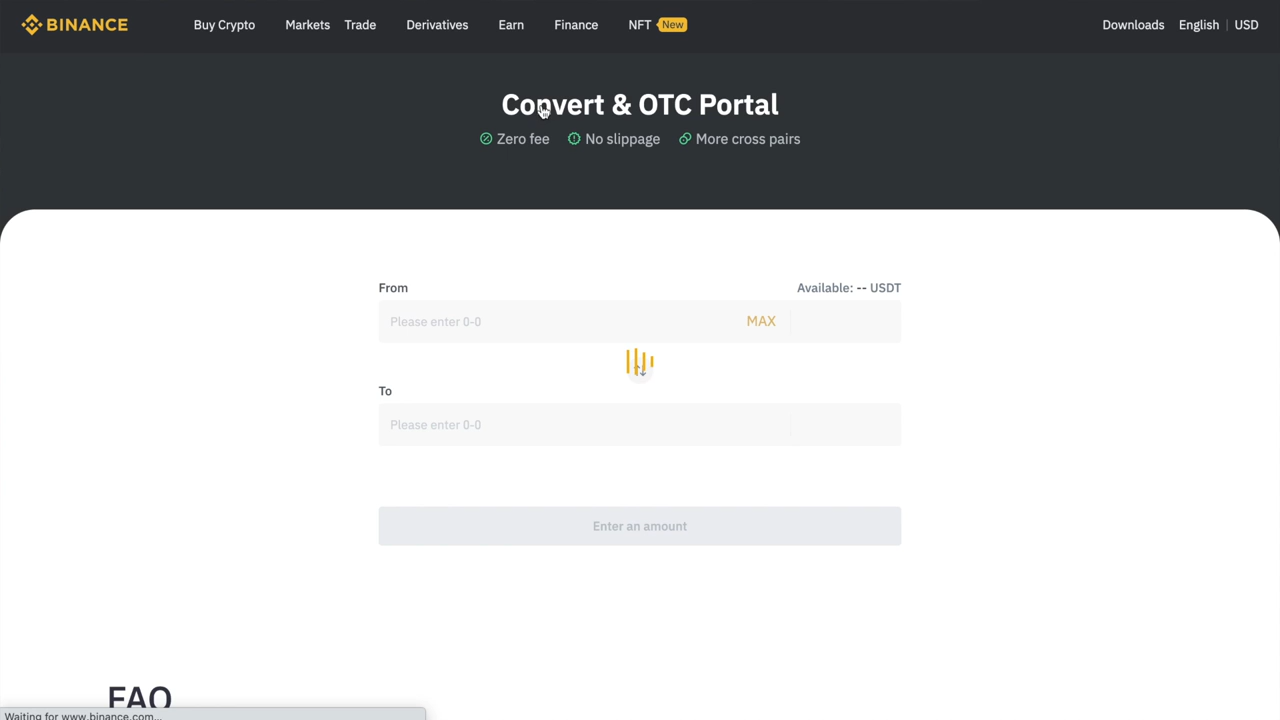 BINANCE Buy Crypto Markets Trade Derivatives Earn Finance NFT New Downloads English | USD
Convert & OTC Portal
Zero fee No slippage More cross pairs
From Available: -- USDT
Please enter 0-0 MAX
To
Please enter 0-0
Enter an amount
FAQ
Waiting for www.binance.com...